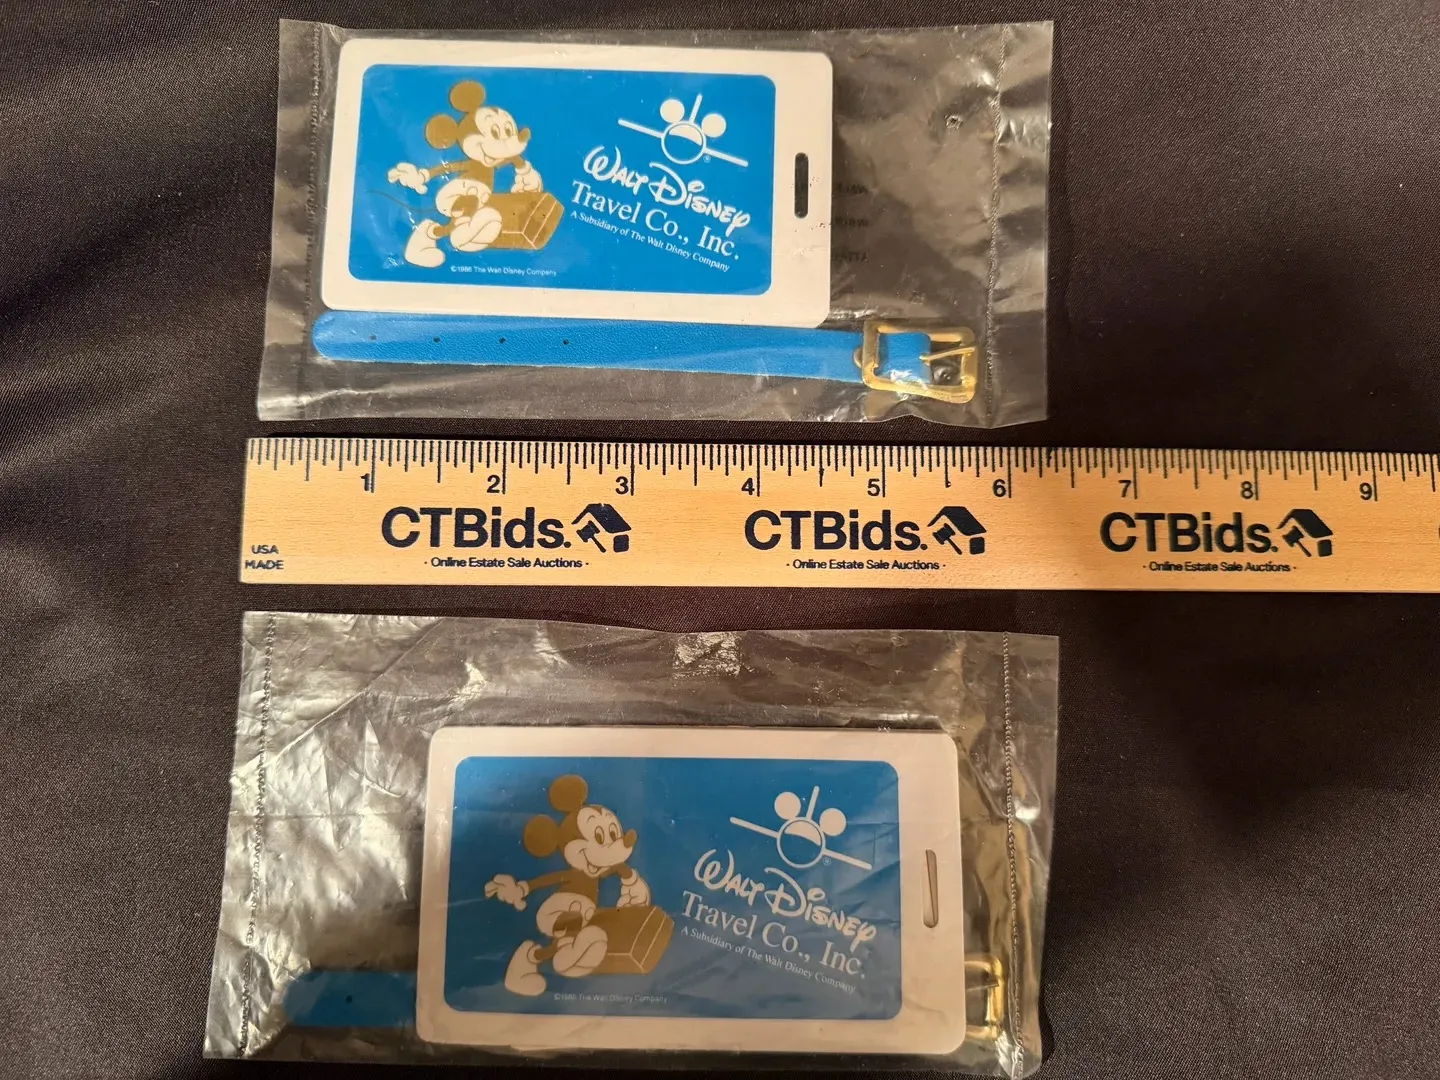 WALT DISNEY
Travel Co., Inc.
A Subsidiary of The Walt Disney Company
©1986 The Walt Disney Company
1 2 3 4 5 6 7 8 9
CTBids. CTBids. CTBids.
· Online Estate Sale Auctions · · Online Estate Sale Auctions · · Online Estate Sale Auctions ·
USA
MADE
WALT DISNEY
Travel Co., Inc.
A Subsidiary of The Walt Disney Company
©1986 The Walt Disney Company